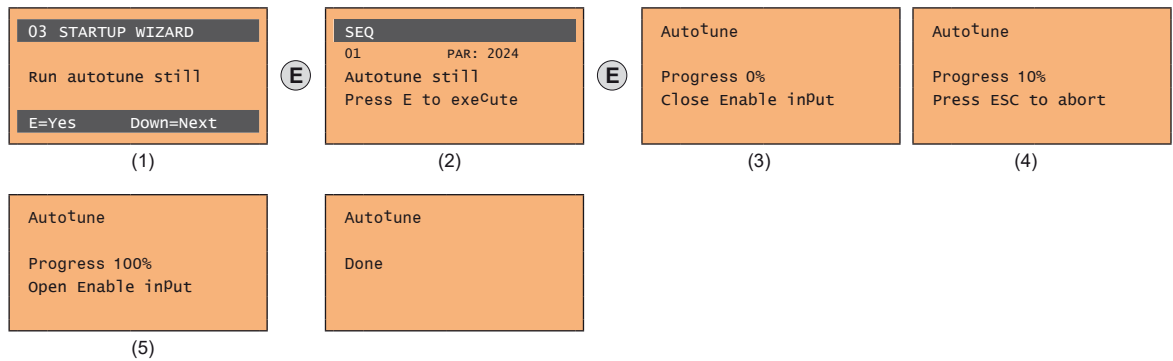 03 STARTUP WIZARD
Run autotune still
E=Yes Down=Next
(1)
E
SEQ
01 PAR: 2024
Autotune still
Press E to execute
(2)
E
Autotune
Progress 0%
Close Enable input
(3)
Autotune
Progress 10%
Press ESC to abort
(4)
Autotune
Progress 100%
Open Enable input
(5)
Autotune
Done